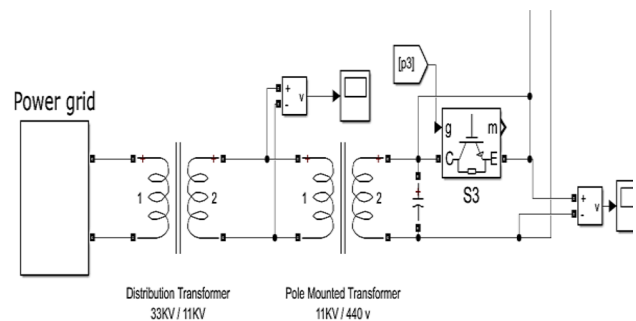 Power grid
[p3]
+
-
v
g
m
C
E
S3
+
1
2
+
1
2
+
+
+
-
v
Distribution Transformer
33KV / 11KV
Pole Mounted Transformer
11KV / 440 v